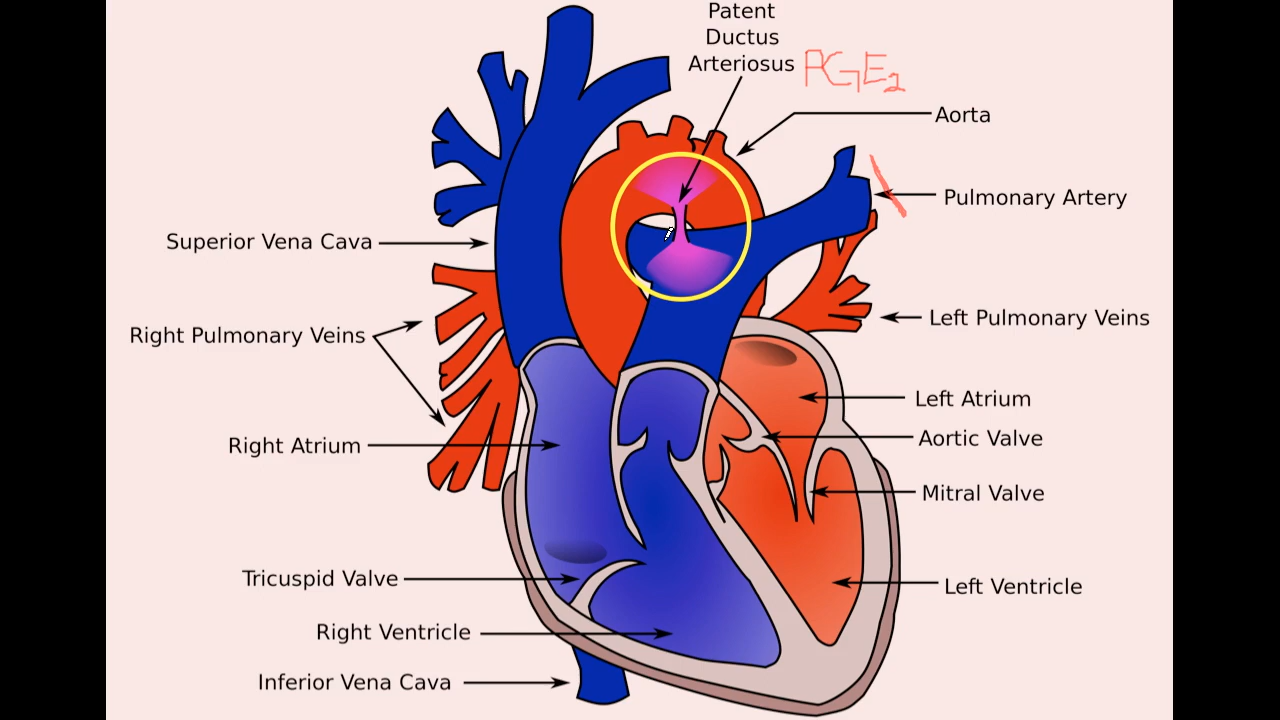 Patent
Ductus
Arteriosus PGE2
Aorta
Pulmonary Artery
Superior Vena Cava
Left Pulmonary Veins
Right Pulmonary Veins
Left Atrium
Aortic Valve
Right Atrium
Mitral Valve
Tricuspid Valve
Left Ventricle
Right Ventricle
Inferior Vena Cava